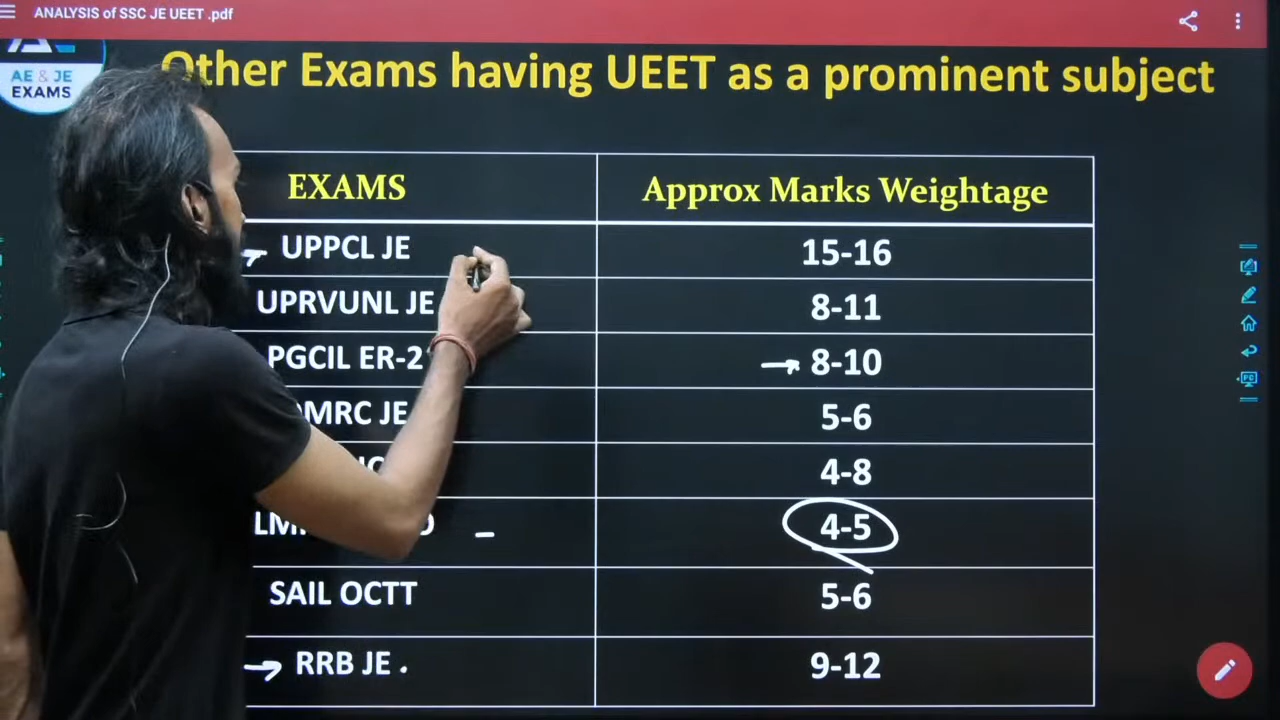 ANALYSIS of SSC JE UEET .pdf
AE & JE
EXAMS
Other Exams having UEET as a prominent subject
EXAMS Approx Marks Weightage
UPPCL JE 15-16
UPRVUNL JE 8-11
PGCIL ER-2 8-10
DMRC JE 5-6
4-8
4-5
SAIL OCTT 5-6
RRB JE . 9-12